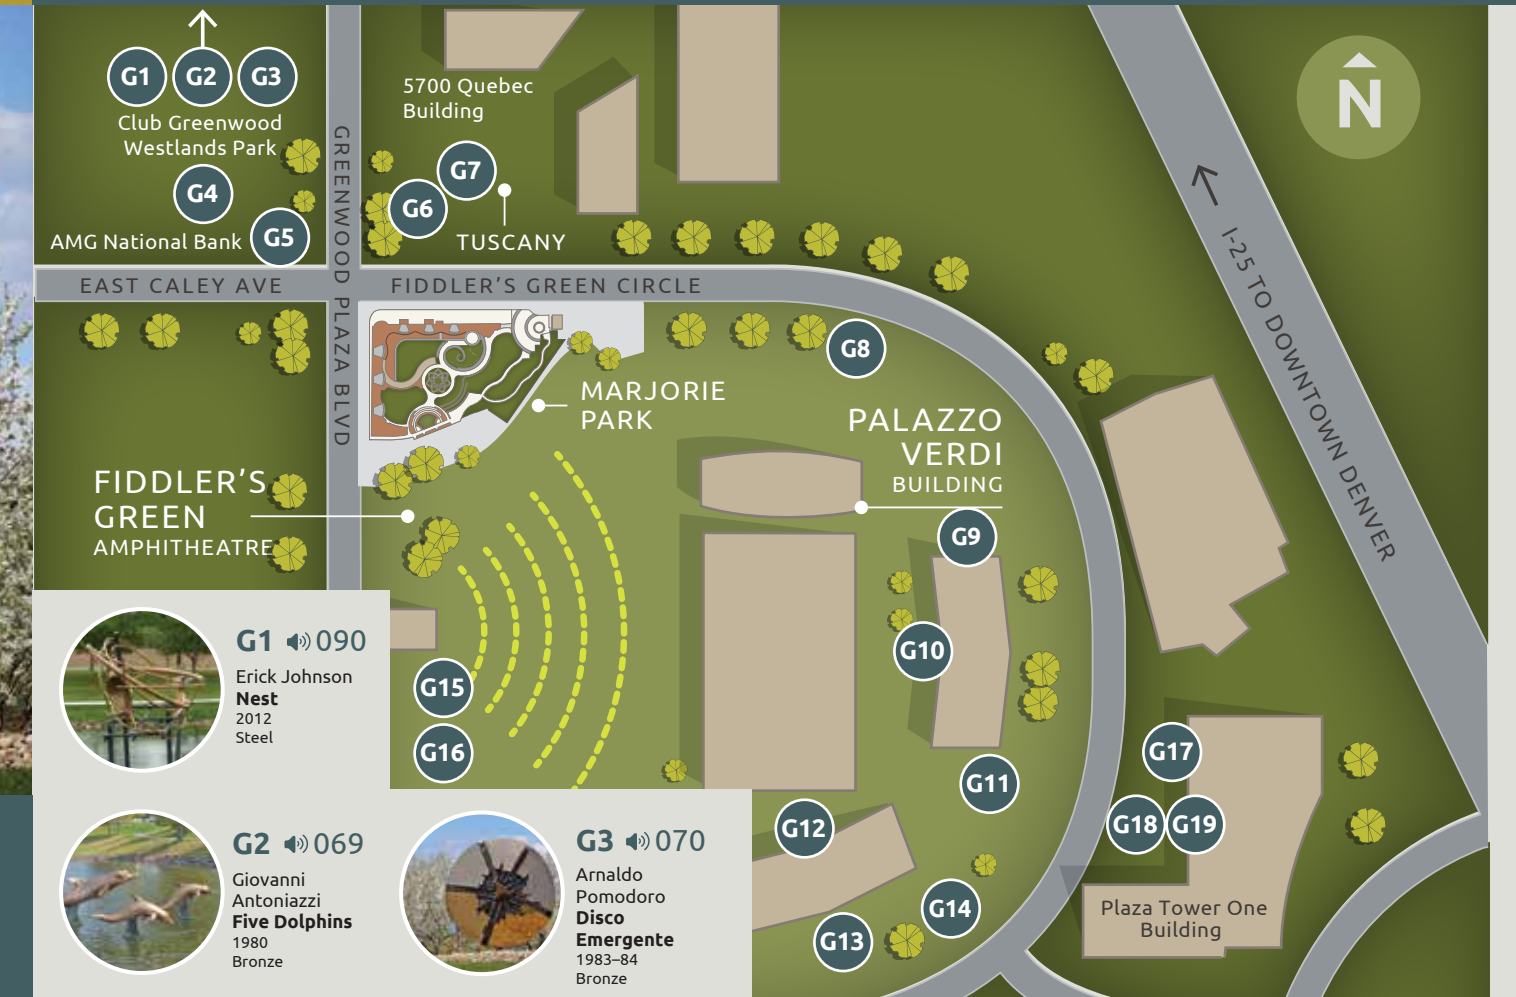 G1
G2
G3
Club Greenwood
Westlands Park
G4
AMG National Bank
G5
GREENWOOD PLAZA BLVD
5700 Quebec
Building
G7
G6
TUSCANY
N
I-25 TO DOWNTOWN DENVER
EAST CALEY AVE
FIDDLER’S GREEN CIRCLE
G8
MARJORIE
PARK
PALAZZO
VERDI
BUILDING
FIDDLER’S
GREEN
AMPHITHEATRE
G9
G10
G15
G16
G11
G12
G13
G14
G17
G18
G19
Plaza Tower One
Building
G1 090
Erick Johnson
Nest
2012
Steel
G2 069
Giovanni
Antoniazzi
Five Dolphins
1980
Bronze
G3 070
Arnaldo
Pomodoro
Disco
Emergente
1983–84
Bronze